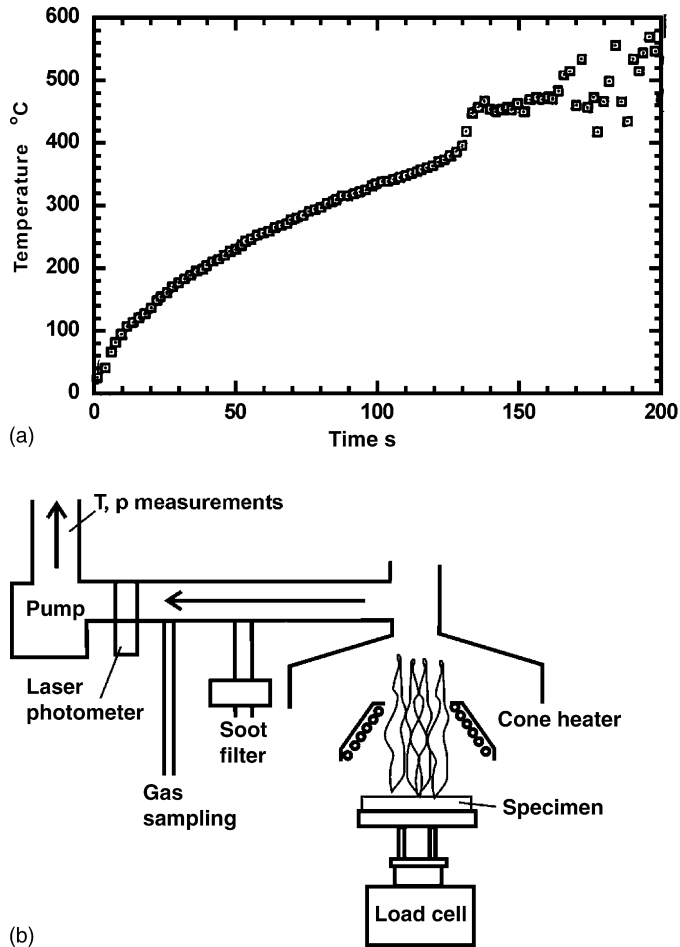 600
500
400
300
200
100
0
Temperature °C
0 50 100 150 200
Time s
(a)
T, p measurements
Pump
Laser
photometer
Soot
filter
Gas
sampling
Cone heater
Specimen
Load cell
(b)